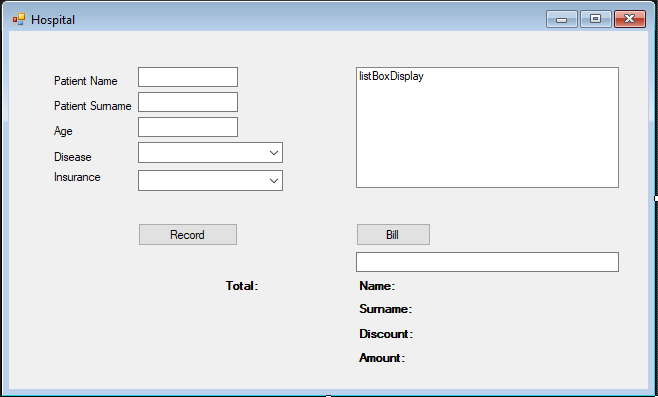 Hospital
Patient Name
Patient Surname
Age
Disease
Insurance
listBoxDisplay
Record
Bill
Total:
Name:
Surname:
Discount:
Amount: